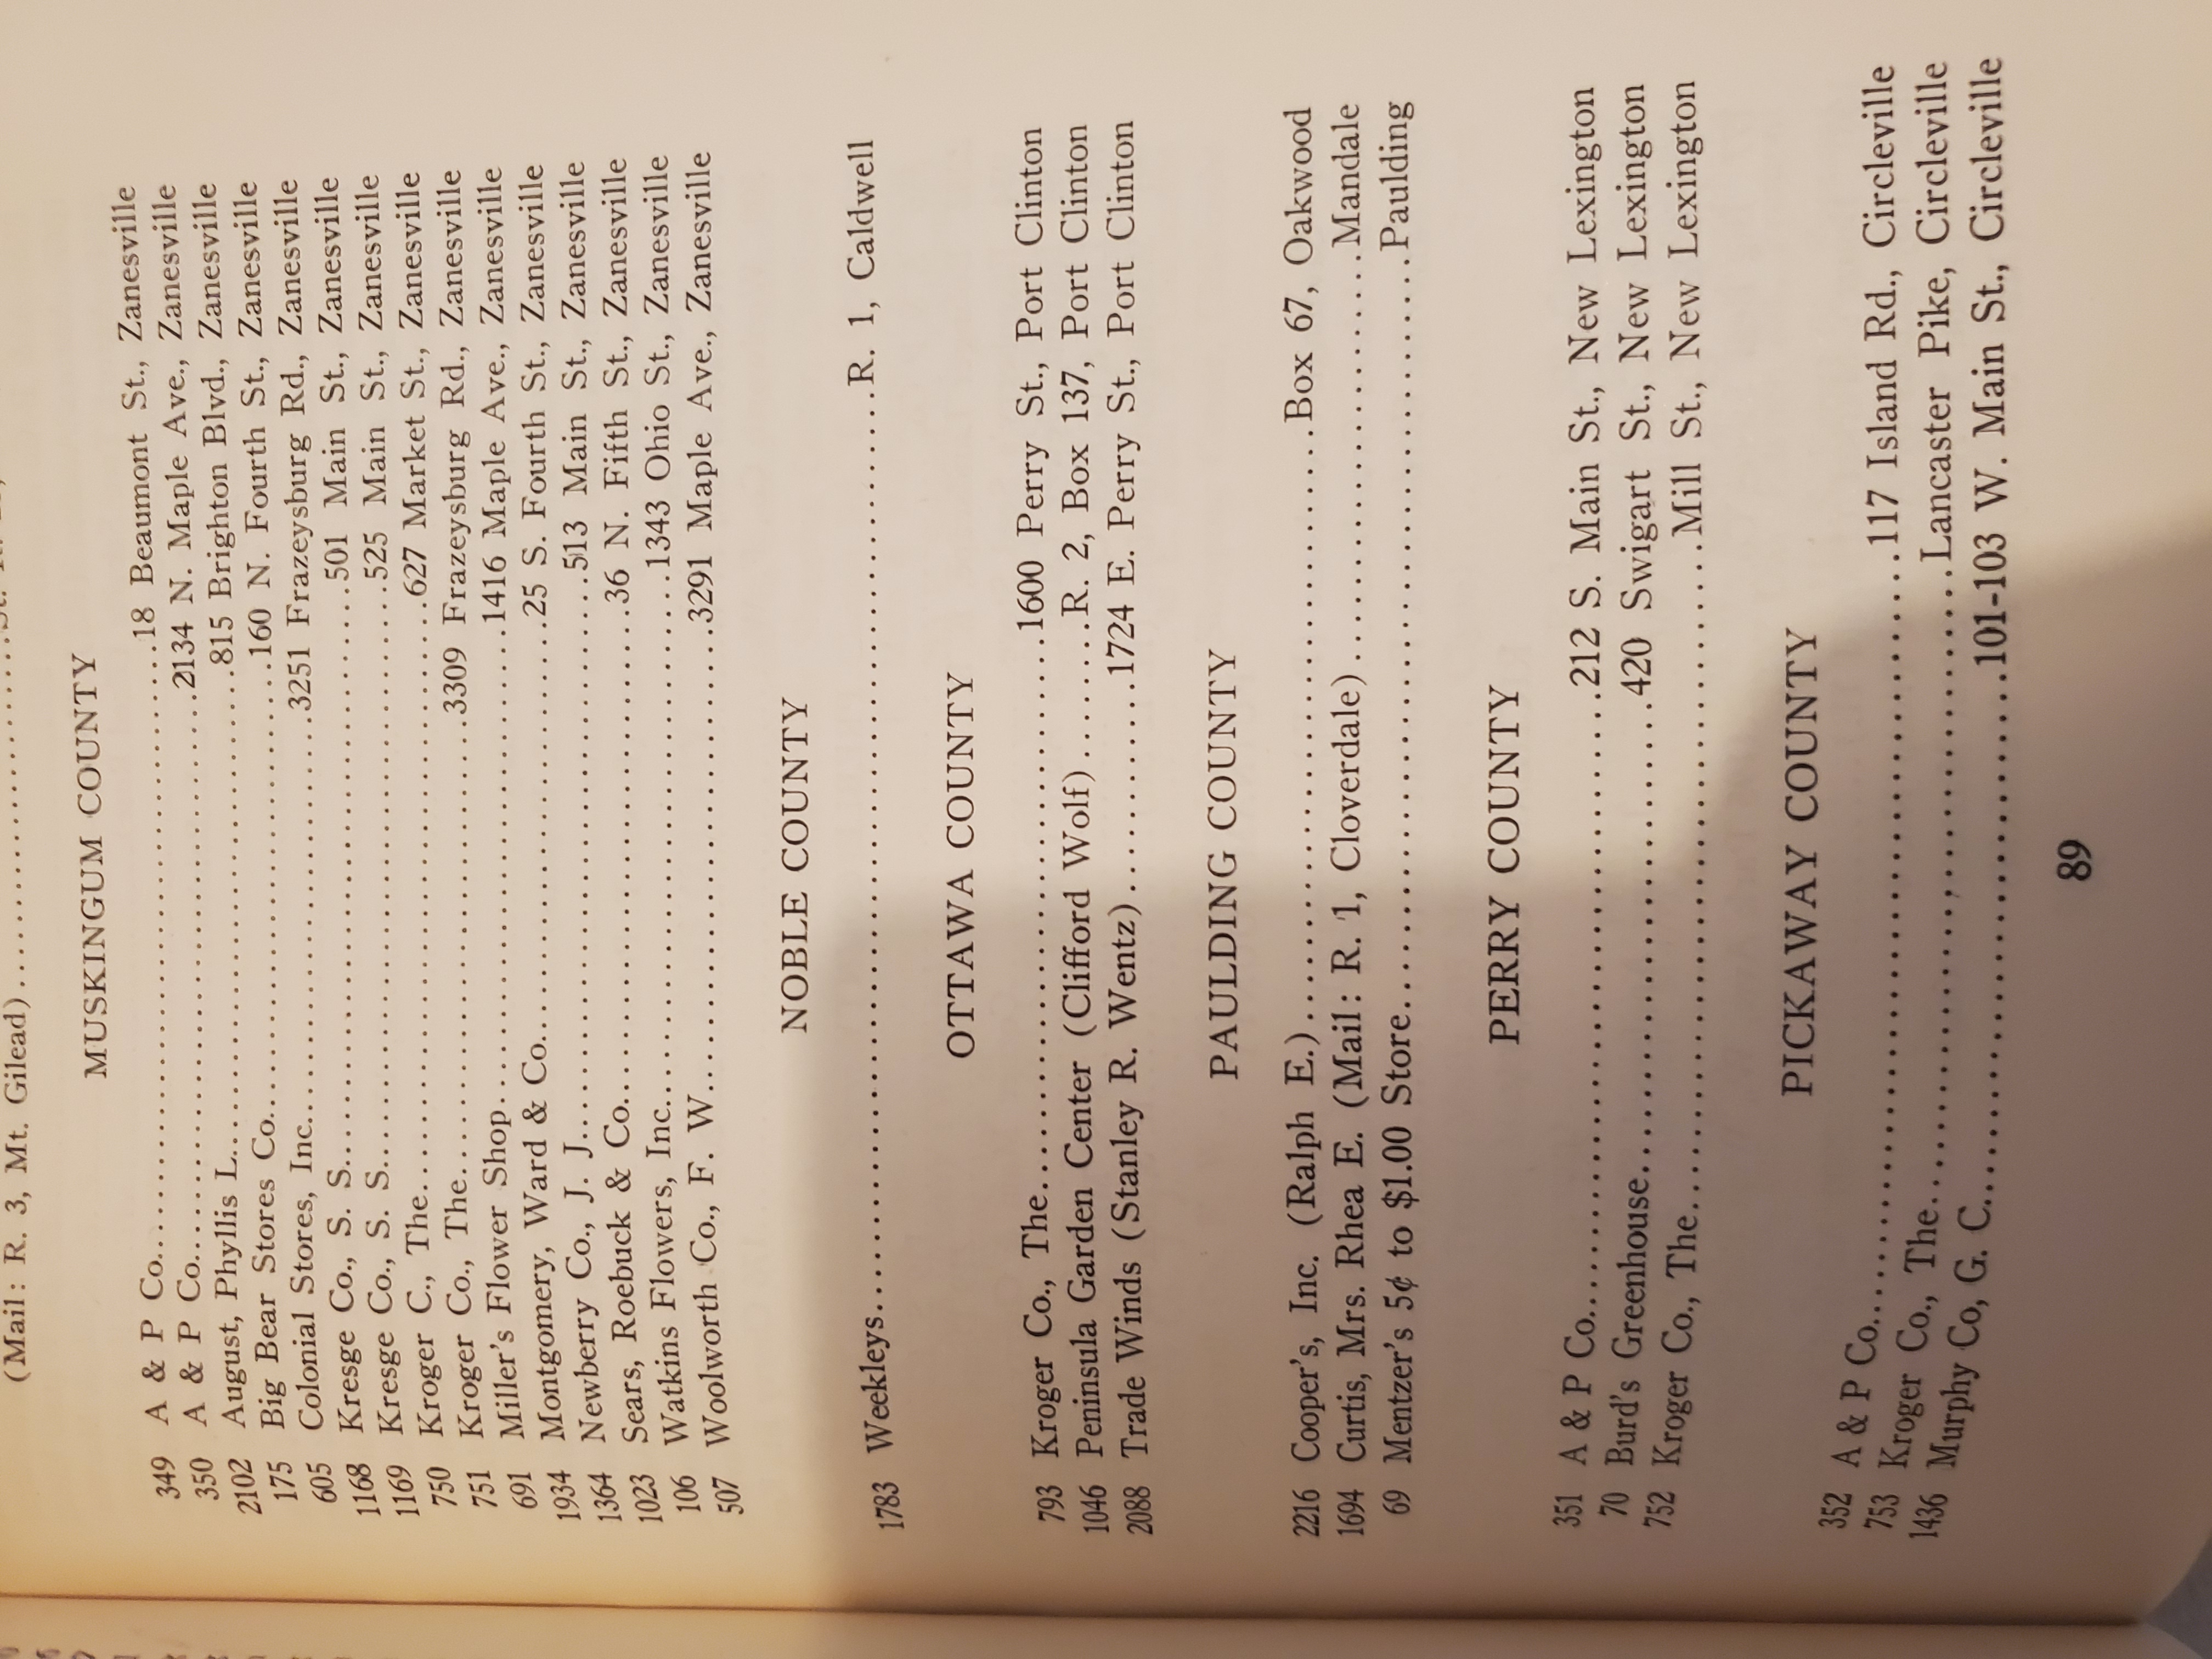 (Mail: R. 3, Mt. Gilead)
MUSKINGUM COUNTY
349 A & P Co. 18 Beaumont St., Zanesville
350 A & P Co. 2134 N. Maple Ave., Zanesville
2102 August, Phyllis L. 815 Brighton Blvd., Zanesville
175 Big Bear Stores Co. 160 N. Fourth St., Zanesville
605 Colonial Stores, Inc. 3251 Frazeysburg Rd., Zanesville
1168 Kresge Co., S. S. 501 Main St., Zanesville
1169 Kresge Co., S. S. 525 Main St., Zanesville
750 Kroger C., The 627 Market St., Zanesville
751 Kroger Co., The 3309 Frazeysburg Rd., Zanesville
691 Miller's Flower Shop 1416 Maple Ave., Zanesville
1934 Montgomery, Ward & Co. 25 S. Fourth St., Zanesville
1364 Newberry Co., J. J. 513 Main St., Zanesville
1023 Sears, Roebuck & Co. 36 N. Fifth St., Zanesville
106 Watkins Flowers, Inc. 1343 Ohio St., Zanesville
507 Woolworth Co., F. W. 3291 Maple Ave., Zanesville
NOBLE COUNTY
1783 Weekleys R. 1, Caldwell
OTTAWA COUNTY
793 Kroger Co., The 1600 Perry St., Port Clinton
1046 Peninsula Garden Center (Clifford Wolf) R. 2, Box 137, Port Clinton
2088 Trade Winds (Stanley R. Wentz) 1724 E. Perry St., Port Clinton
PAULDING COUNTY
2216 Cooper's, Inc. (Ralph E.) Box 67, Oakwood
1694 Curtis, Mrs. Rhea E. (Mail: R. 1, Cloverdale) Mandale
69 Mentzer's 5¢ to $1.00 Store Paulding
PERRY COUNTY
351 A & P Co. 212 S. Main St., New Lexington
70 Burd's Greenhouse 420 Swigart St., New Lexington
752 Kroger Co., The Mill St., New Lexington
PICKAWAY COUNTY
352 A & P Co. 117 Island Rd., Circleville
753 Kroger Co., The Lancaster Pike, Circleville
1436 Murphy Co, G. C. 101-103 W. Main St., Circleville
89